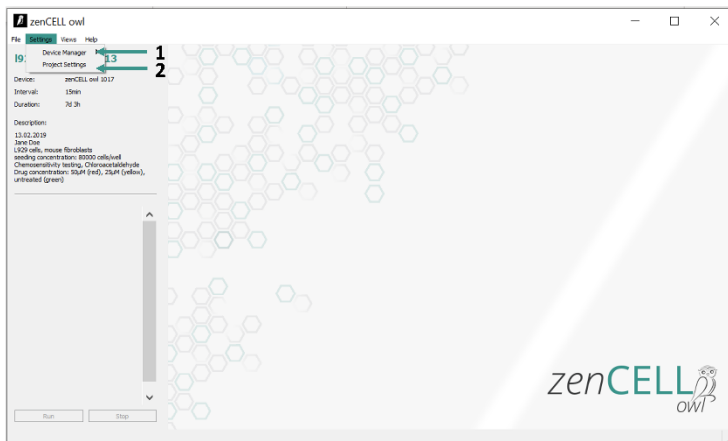 zenCELL owl
File Settings Views Help
Device Manager 1
Project Settings 2
13
Device: zenCELL owl 1017
Interval: 15min
Duration: 7d 3h
Description:
13.02.2019
Jane Doe
L929 cells, mouse fibroblasts
seeding concentration: 80000 cells/well
Chemosensitivity testing, Chloroacetaldehyde
Drug concentration: 50µM (red), 25µM (yellow),
untreated (green)
Run Stop
zenCELL
owl